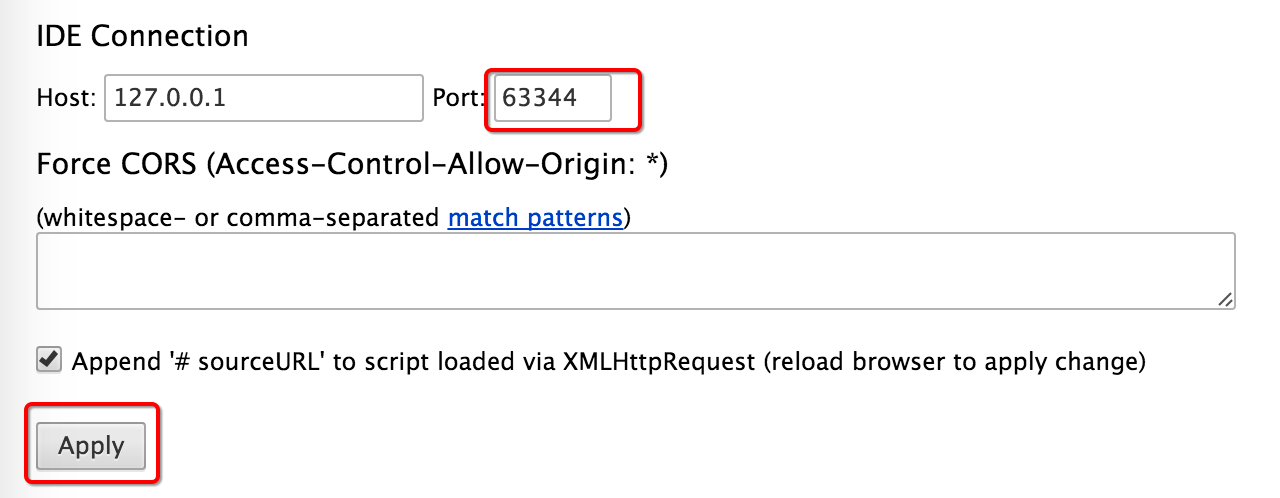 IDE Connection
Host: 127.0.0.1 Port: 63344
Force CORS (Access-Control-Allow-Origin: *)
(whitespace- or comma-separated match patterns)
Append '# sourceURL' to script loaded via XMLHttpRequest (reload browser to apply change)
Apply